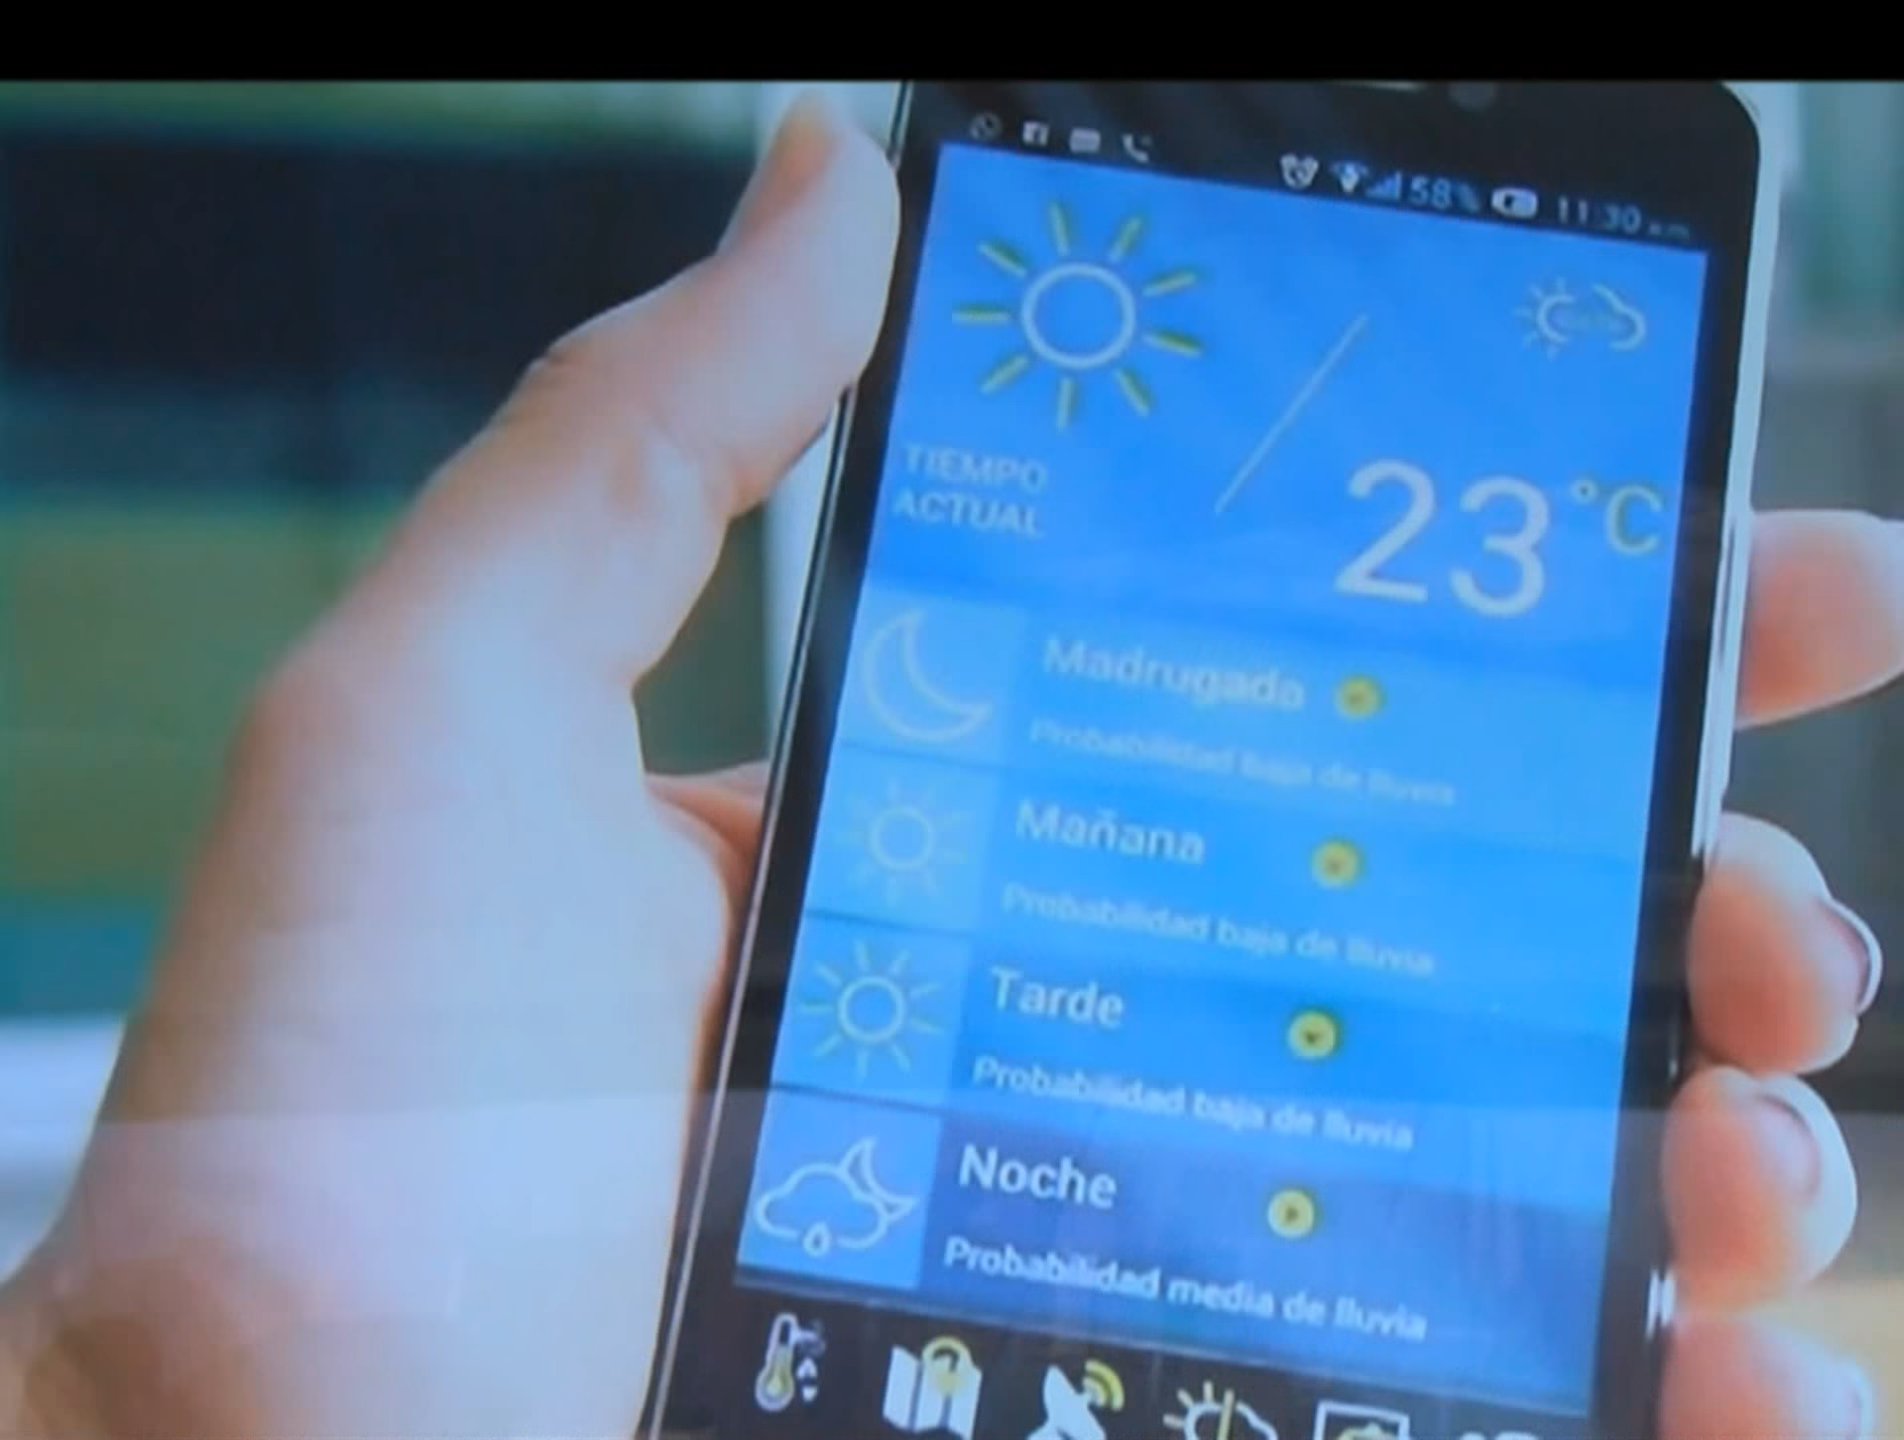 58% 11:30 a.m.
TIEMPO
ACTUAL
23°C
Madrugada
Probabilidad baja de lluvia
Mañana
Probabilidad baja de lluvia
Tarde
Probabilidad baja de lluvia
Noche
Probabilidad media de lluvia